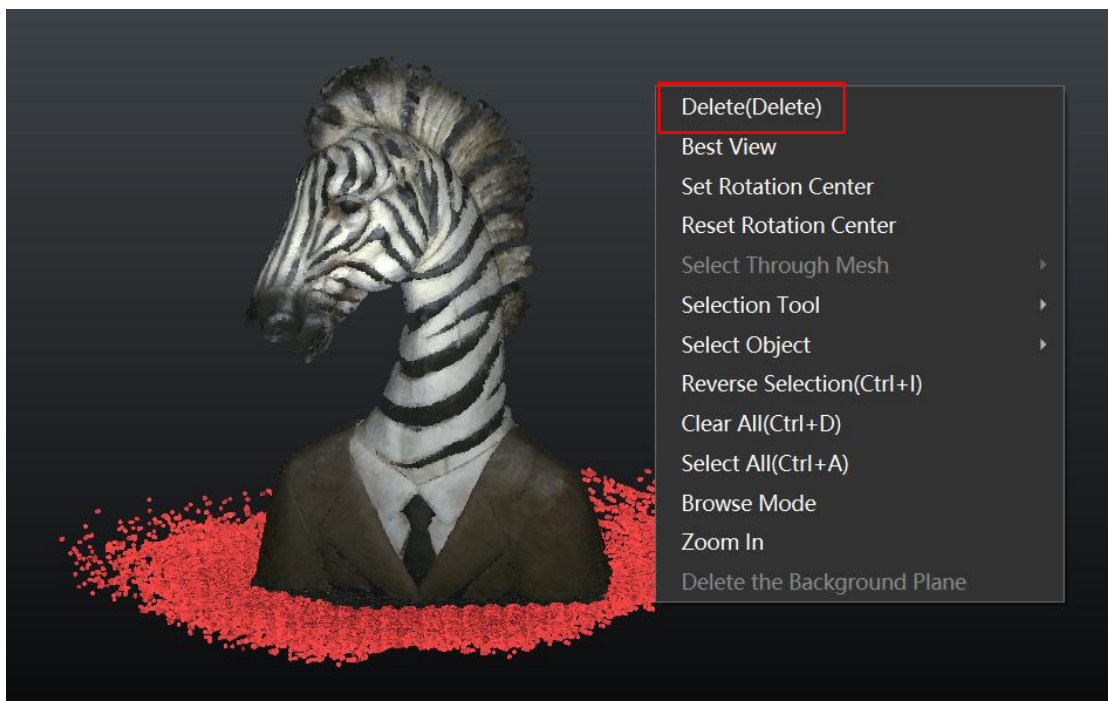 Delete(Delete)
Best View
Set Rotation Center
Reset Rotation Center
Select Through Mesh
Selection Tool
Select Object
Reverse Selection(Ctrl+I)
Clear All(Ctrl+D)
Select All(Ctrl+A)
Browse Mode
Zoom In
Delete the Background Plane